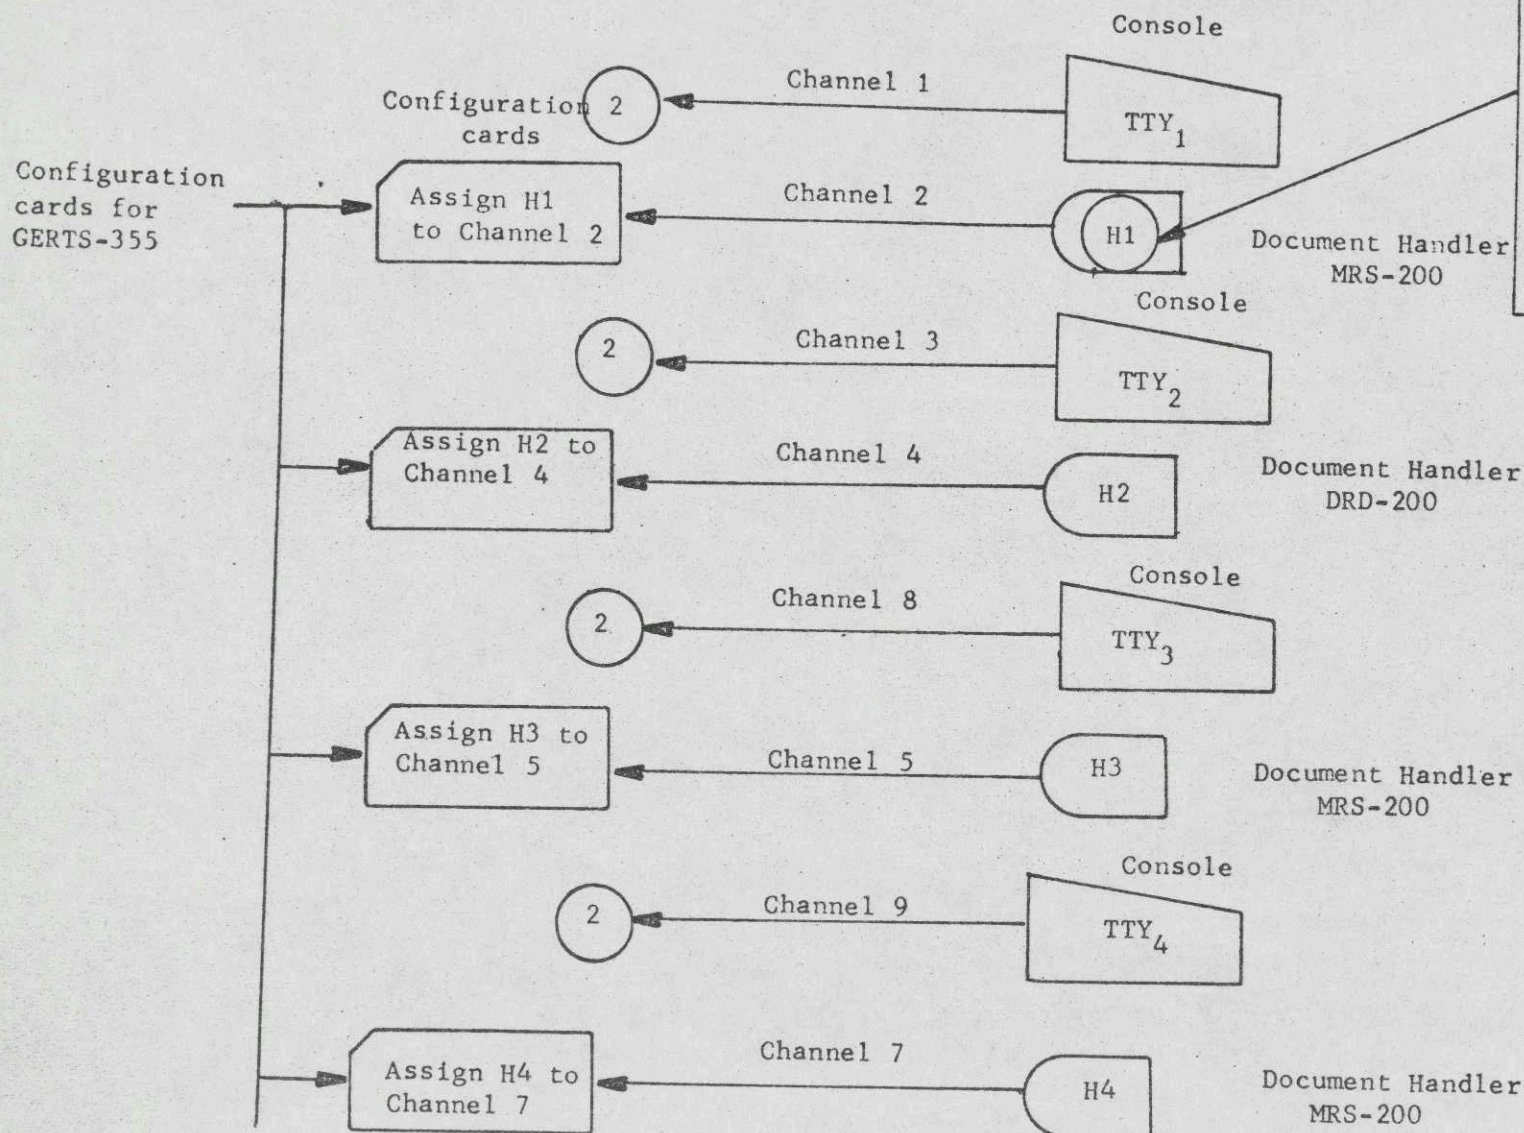 Console
Channel 1
2
TTY1
Configuration
cards
Configuration
cards for
GERTS-355
Assign H1
to Channel 2
Channel 2
H1
Document Handler
MRS-200
Console
Channel 3
2
TTY2
Assign H2 to
Channel 4
Channel 4
H2
Document Handler
DRD-200
Console
Channel 8
2
TTY3
Assign H3 to
Channel 5
Channel 5
H3
Document Handler
MRS-200
Console
Channel 9
2
TTY4
Assign H4 to
Channel 7
Channel 7
H4
Document Handler
MRS-200